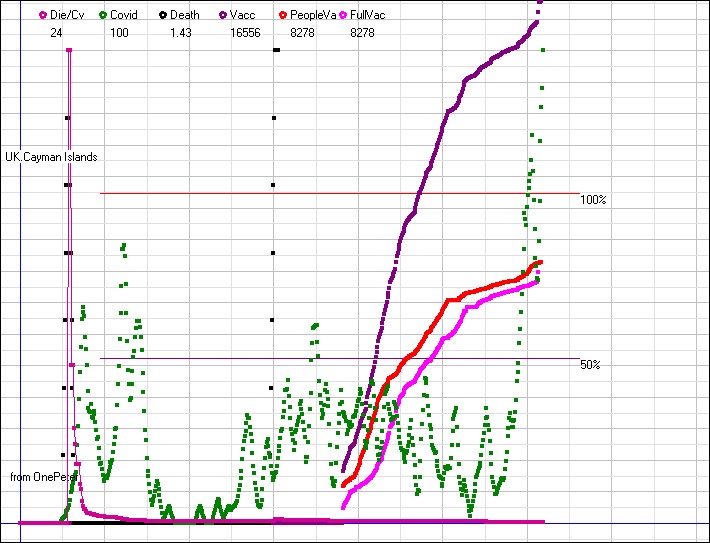 Die/Cv Covid Death Vacc PeopleVa FullVac
24 100 1.43 16556 8278 8278
UK.Cayman Islands
100%
50%
from OnePeter